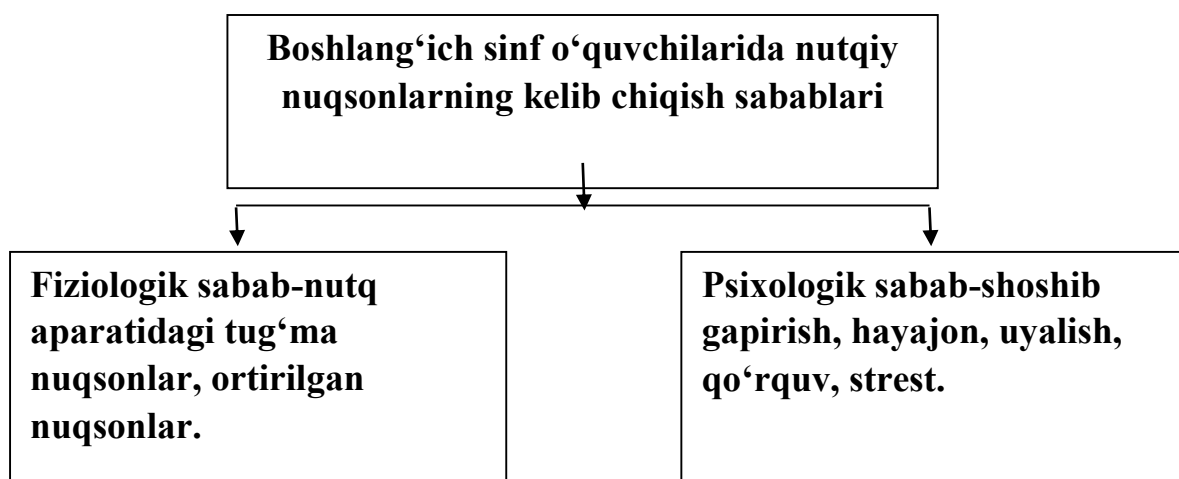 Boshlang‘ich sinf o‘quvchilarida nutqiy
nuqsonlarning kelib chiqish sabablari
Fiziologik sabab-nutq
aparatidagi tug‘ma
nuqsonlar, ortirilgan
nuqsonlar.
Psixologik sabab-shoshib
gapirish, hayajon, uyalish,
qo‘rquv, strest.